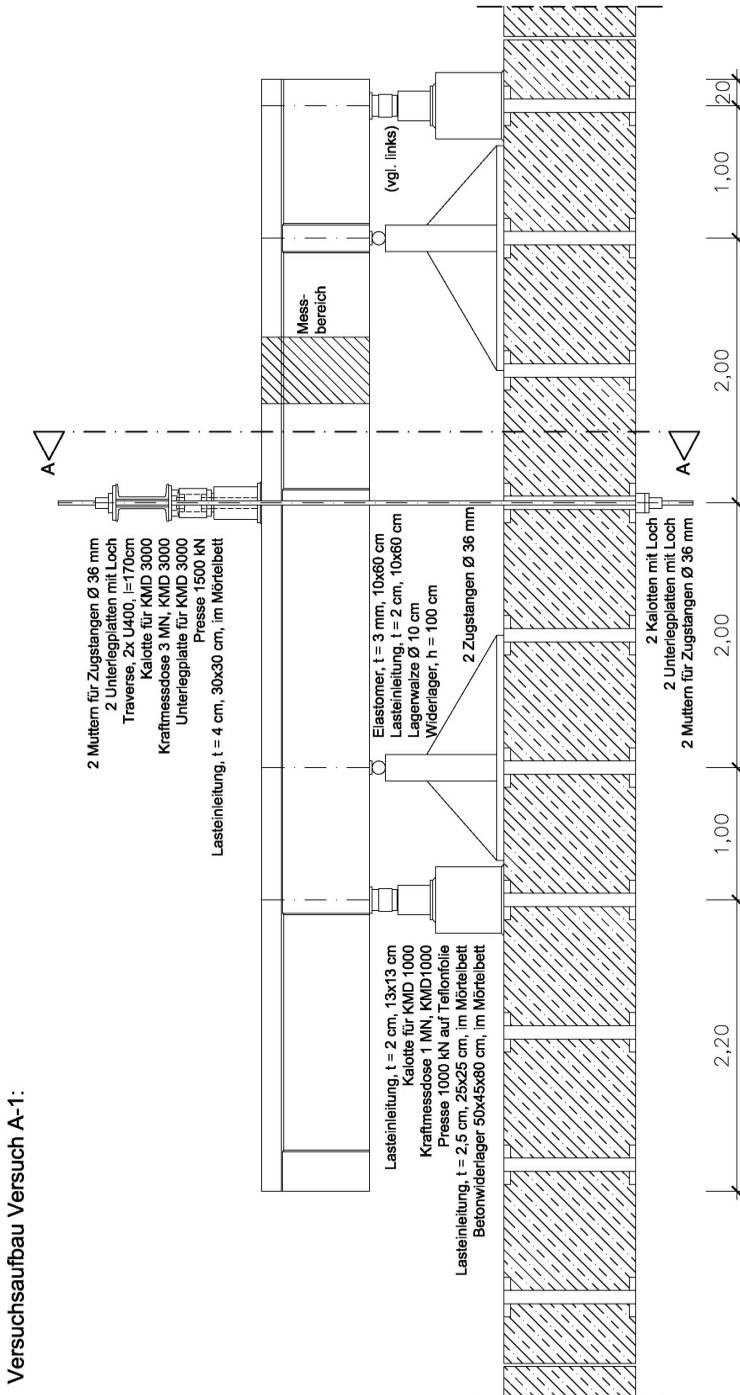 Versuchsaufbau Versuch A-1:
2 Muttern für Zugstangen Ø 36 mm
2 Unterlegplatten mit Loch
Traverse, 2x U400, l=170cm
Kalotte für KMD 3000
Kraftmessdose 3 MN, KMD 3000
Unterlegplatte für KMD 3000
Presse 1500 kN
Lasteinleitung, t = 4 cm, 30x30 cm, im Mörtelbett
A
A
Mess-
bereich
Lasteinleitung, t = 2 cm, 13x13 cm
Kalotte für KMD 1000
Kraftmessdose 1 MN, KMD1000
Presse 1000 kN auf Teflonfolie
Lasteinleitung, t = 2,5 cm, 25x25 cm, im Mörtelbett
Betonwiderlager 50x45x80 cm, im Mörtelbett
Elastomer, t = 3 mm, 10x60 cm
Lasteinleitung, t = 2 cm, 10x60 cm
Lagerwalze Ø 10 cm
Widerlager, h = 100 cm
2 Zugstangen Ø 36 mm
(vgl. links)
2 Kalotten mit Loch
2 Unterlegplatten mit Loch
2 Muttern für Zugstangen Ø 36 mm
2,20
1,00
2,00
2,00
1,00
20